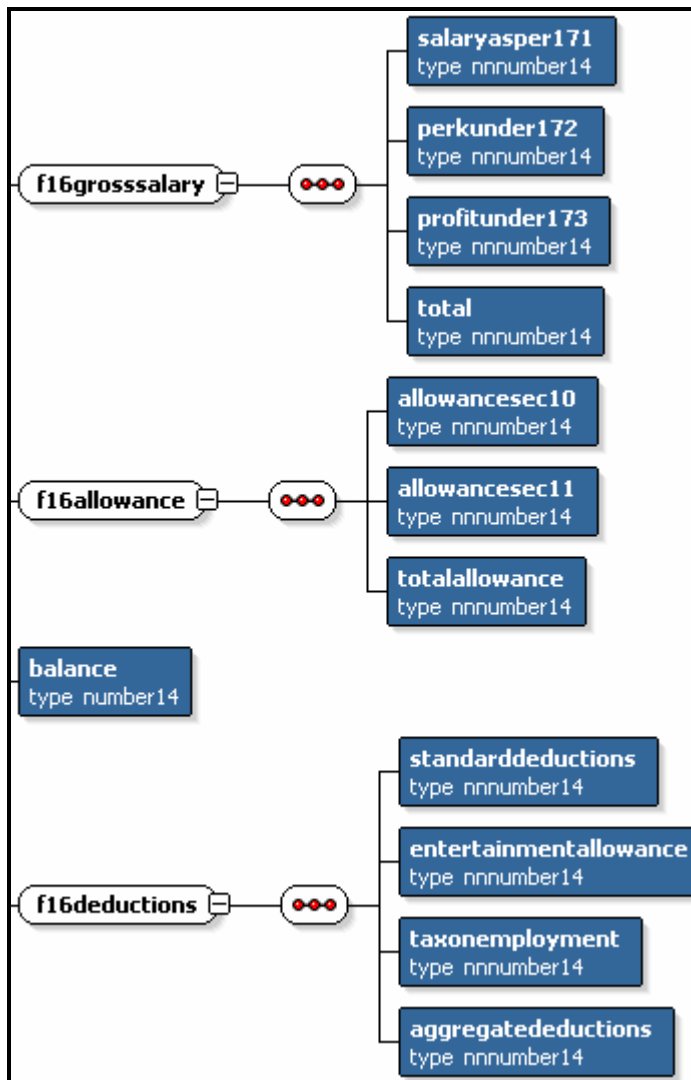 salaryasper171
type nnnumber14
perkunder172
type nnnumber14
f16grosssalary
profitunder173
type nnnumber14
total
type nnnumber14
allowancesec10
type nnnumber14
f16allowance
allowancesec11
type nnnumber14
totalallowance
type nnnumber14
balance
type number14
standarddeductions
type nnnumber14
entertainmentallowance
type nnnumber14
f16deductions
taxonemployment
type nnnumber14
aggregatedeductions
type nnnumber14